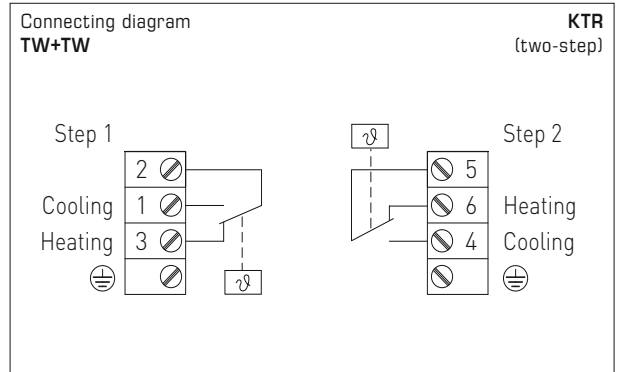 Connecting diagram
TW+TW
KTR
(two-step)
Step 1
2
Cooling 1
Heating 3
ϑ
ϑ
Step 2
5
6 Heating
4 Cooling